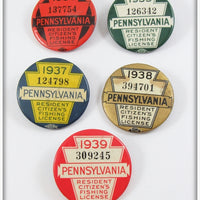 137754
PENNSYLVANIA
RESIDENT
CITIZEN'S
FISHING
LICENSE
126342
PENNSYLVANIA
RESIDENT
CITIZEN'S
FISHING
LICENSE
1937
124798
PENNSYLVANIA
RESIDENT
CITIZEN'S
FISHING
LICENSE
1938
394701
PENNSYLVANIA
RESIDENT
CITIZEN'S
FISHING
LICENSE
1939
309245
PENNSYLVANIA
RESIDENT
CITIZEN'S
FISHING
LICENSE